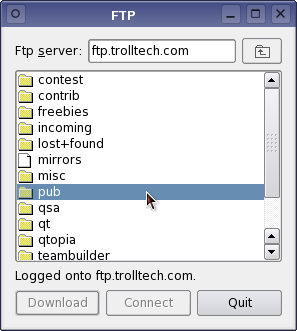 FTP
Ftp server: ftp.trolltech.com
contest
contrib
freebies
incoming
lost+found
mirrors
misc
pub
qsa
qt
qtopia
teambuilder
Logged onto ftp.trolltech.com.
Download Connect Quit